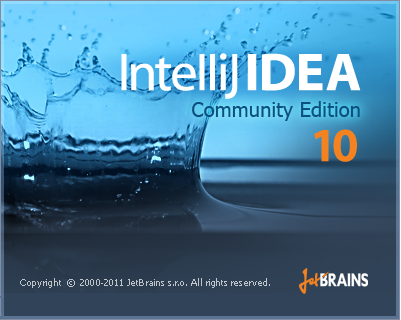 IntelliJ IDEA
Community Edition
10
Copyright © 2000-2011 JetBrains s.r.o. All rights reserved.
JetBRAINS